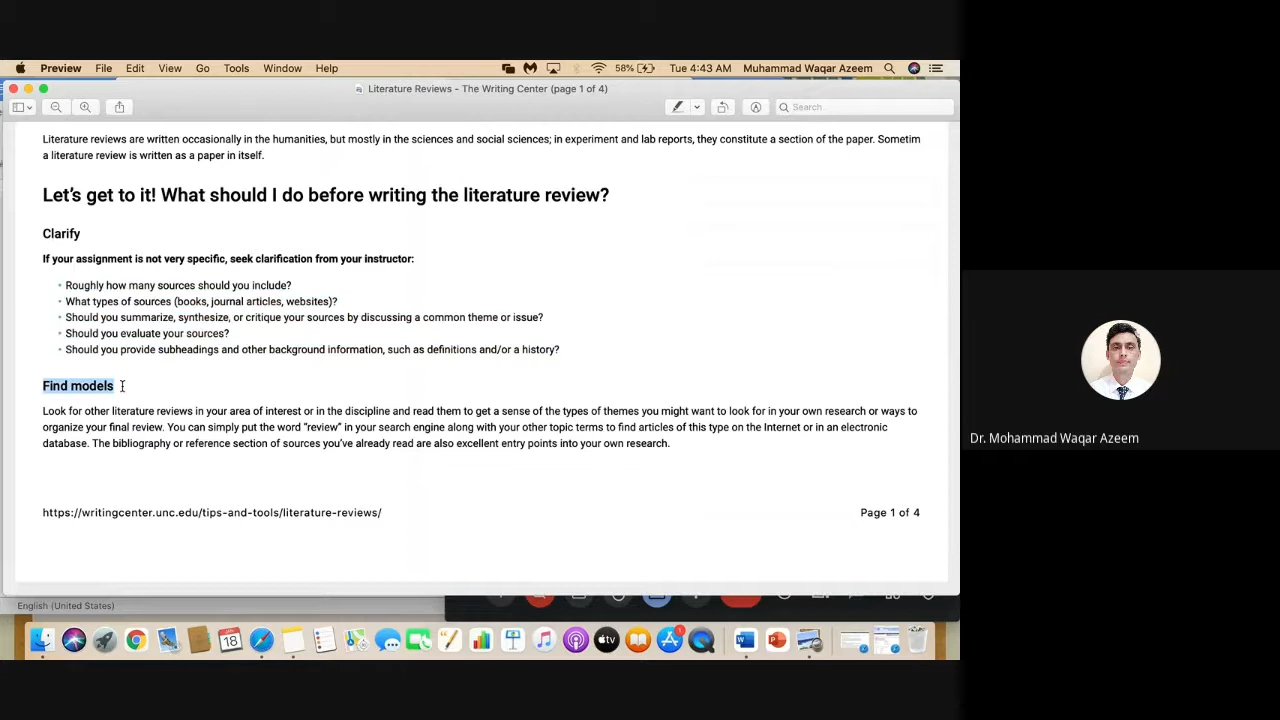 Preview File Edit View Go Tools Window Help 58% Tue 4:43 AM Muhammad Waqar Azeem
Literature Reviews - The Writing Center (page 1 of 4)
Search
Literature reviews are written occasionally in the humanities, but mostly in the sciences and social sciences; in experiment and lab reports, they constitute a section of the paper. Sometim
a literature review is written as a paper in itself.
Let's get to it! What should I do before writing the literature review?
Clarify
If your assignment is not very specific, seek clarification from your instructor:
• Roughly how many sources should you include?
• What types of sources (books, journal articles, websites)?
• Should you summarize, synthesize, or critique your sources by discussing a common theme or issue?
• Should you evaluate your sources?
• Should you provide subheadings and other background information, such as definitions and/or a history?
Find models
Look for other literature reviews in your area of interest or in the discipline and read them to get a sense of the types of themes you might want to look for in your own research or ways to
organize your final review. You can simply put the word “review” in your search engine along with your other topic terms to find articles of this type on the Internet or in an electronic
database. The bibliography or reference section of sources you've already read are also excellent entry points into your own research.
https://writingcenter.unc.edu/tips-and-tools/literature-reviews/ Page 1 of 4
English (United States)
18
tv
1
W
P
Dr. Mohammad Waqar Azeem